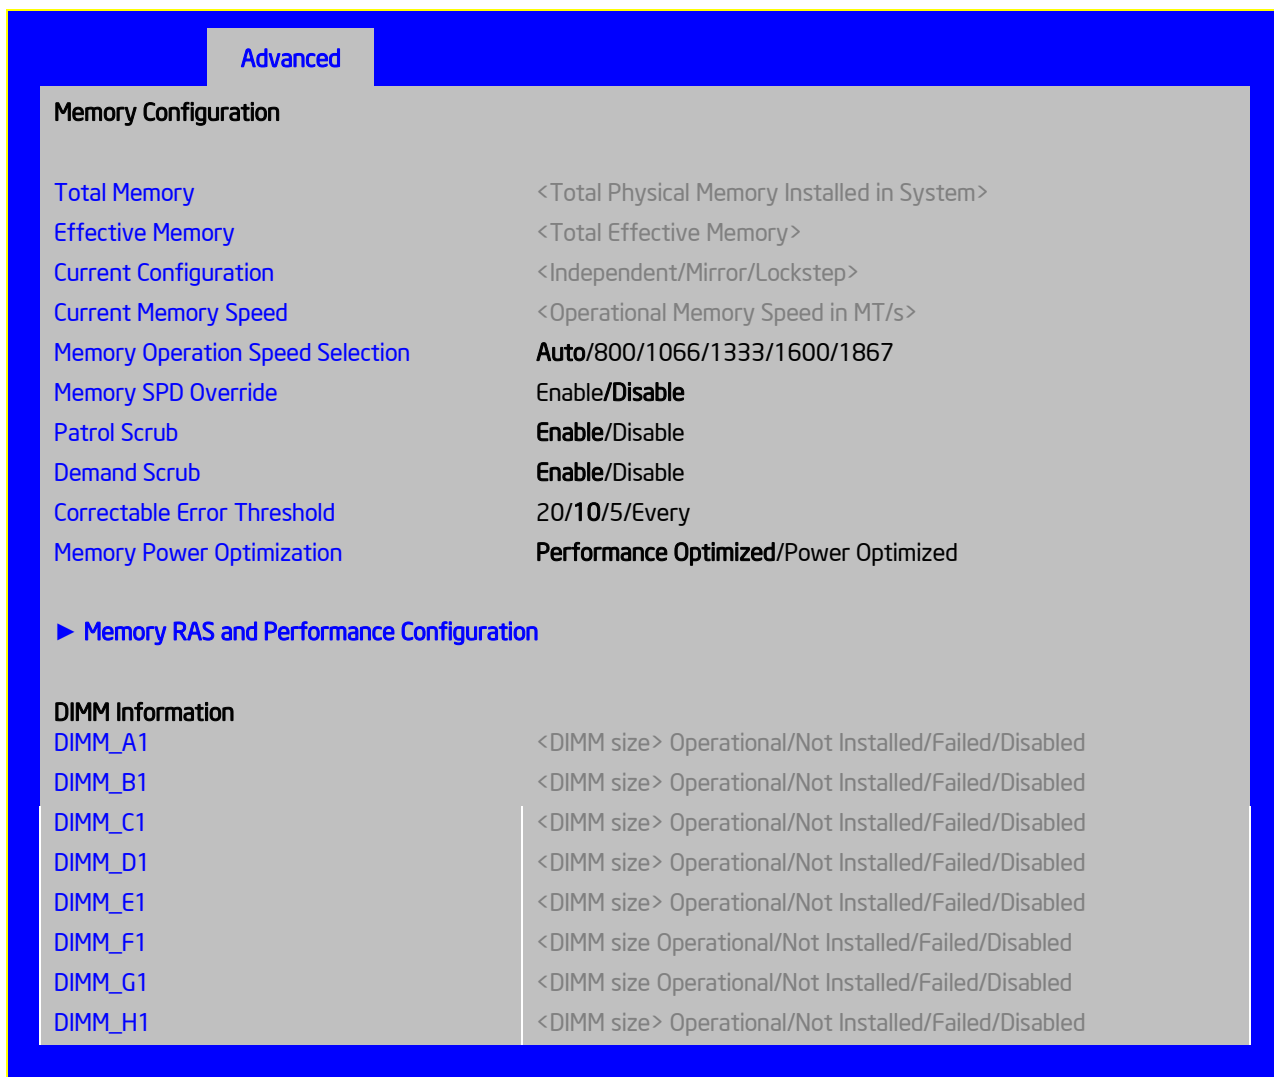 Advanced
Memory Configuration
Total Memory <Total Physical Memory Installed in System>
Effective Memory <Total Effective Memory>
Current Configuration <Independent/Mirror/Lockstep>
Current Memory Speed <Operational Memory Speed in MT/s>
Memory Operation Speed Selection Auto/800/1066/1333/1600/1867
Memory SPD Override Enable/Disable
Patrol Scrub Enable/Disable
Demand Scrub Enable/Disable
Correctable Error Threshold 20/10/5/Every
Memory Power Optimization Performance Optimized/Power Optimized
► Memory RAS and Performance Configuration
DIMM Information
DIMM_A1 <DIMM size> Operational/Not Installed/Failed/Disabled
DIMM_B1 <DIMM size> Operational/Not Installed/Failed/Disabled
DIMM_C1 <DIMM size> Operational/Not Installed/Failed/Disabled
DIMM_D1 <DIMM size> Operational/Not Installed/Failed/Disabled
DIMM_E1 <DIMM size> Operational/Not Installed/Failed/Disabled
DIMM_F1 <DIMM size Operational/Not Installed/Failed/Disabled
DIMM_G1 <DIMM size Operational/Not Installed/Failed/Disabled
DIMM_H1 <DIMM size> Operational/Not Installed/Failed/Disabled